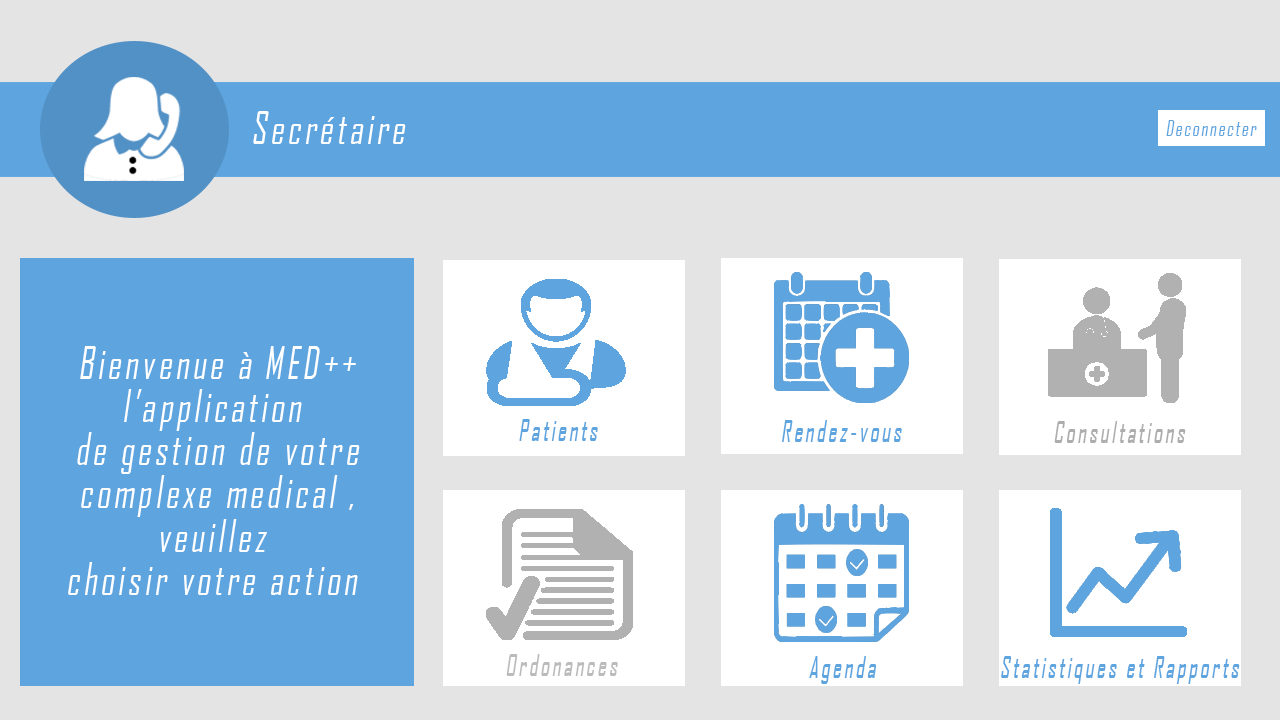 Secrétaire
Deconnecter
Bienvenue à MED++
l'application
de gestion de votre
complexe medical ,
veuillez
choisir votre action
Patients
Rendez-vous
Consultations
Ordonances
Agenda
Statistiques et Rapports